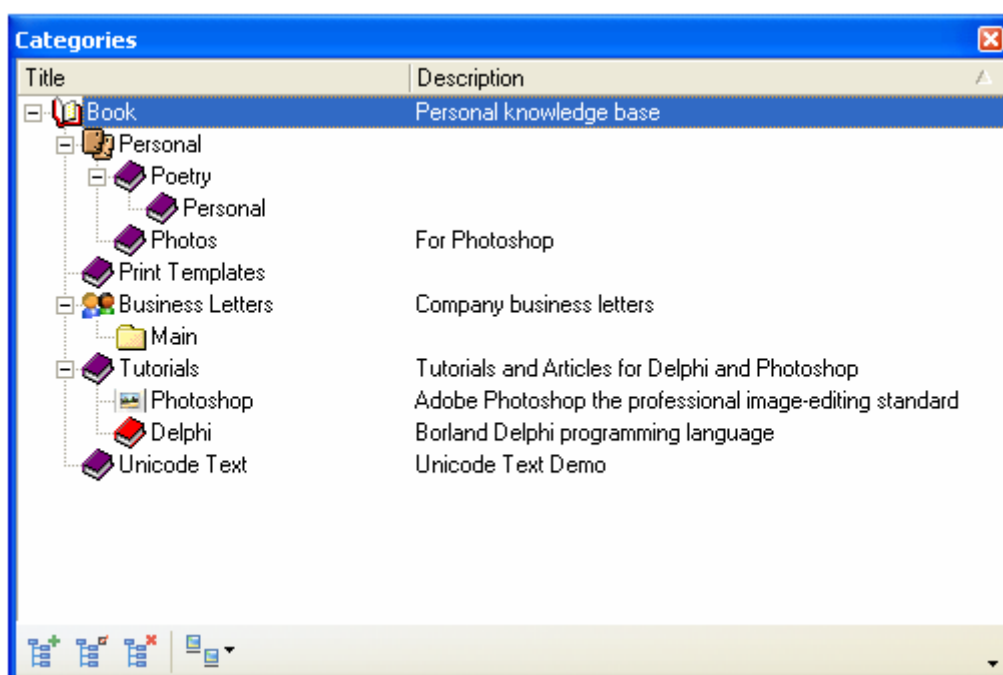 Categories
Title Description
Book Personal knowledge base
Personal
Poetry
Personal
Photos For Photoshop
Print Templates
Business Letters Company business letters
Main
Tutorials Tutorials and Articles for Delphi and Photoshop
Photoshop Adobe Photoshop the professional image-editing standard
Delphi Borland Delphi programming language
Unicode Text Unicode Text Demo